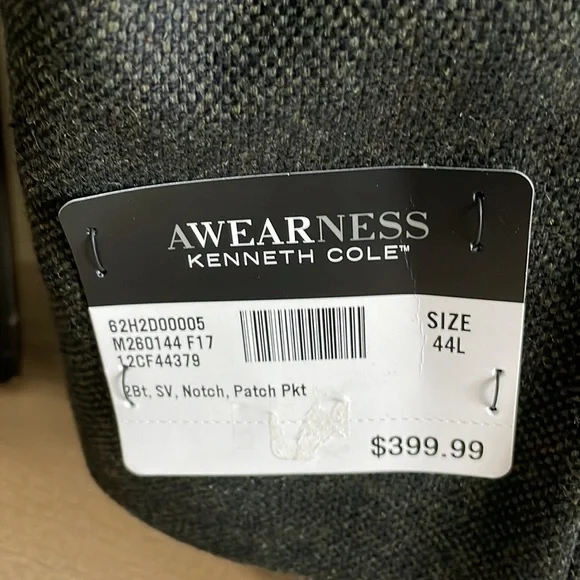 AWEARNESS
KENNETH COLE™
62H2D00005
M260144 F17
12CF44379
2Bt, SV, Notch, Patch Pkt
SIZE
44L
$399.99